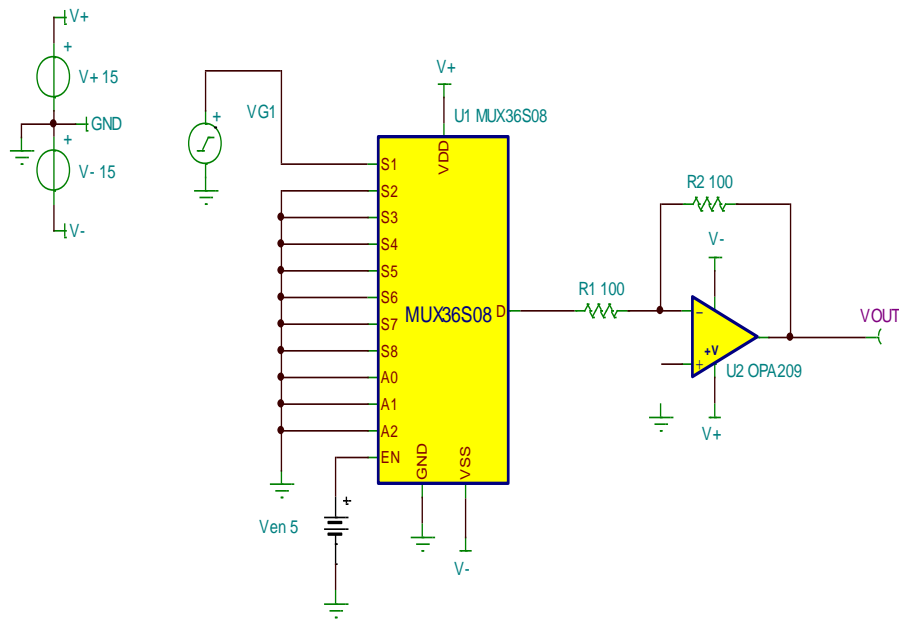 V+
+
V+ 15
GND
+
V- 15
V-
VG1
+
V+
U1 MUX36S08
VDD
S1
S2
S3
S4
S5
S6
S7
S8
A0
A1
A2
EN
MUX36S08
D
GND
VSS
Ven 5
+
V-
R1 100
R2 100
V-
-
+V
+
U2 OPA209
V+
VOUT